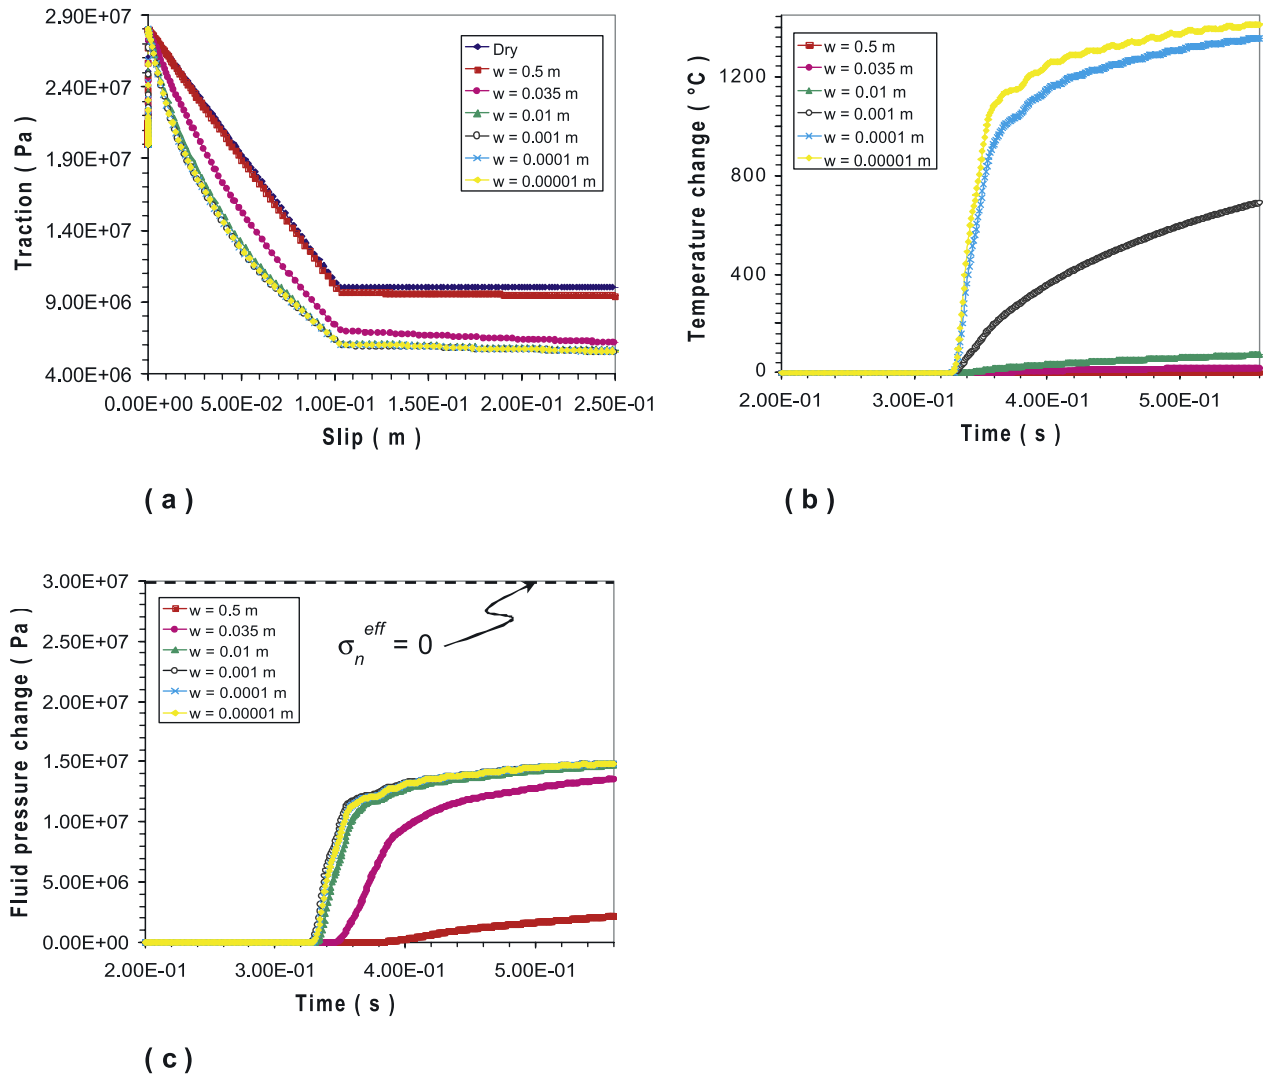 2.90E+07
2.40E+07
1.90E+07
1.40E+07
9.00E+06
4.00E+06
Traction ( Pa )
0.00E+00 5.00E-02 1.00E-01 1.50E-01 2.00E-01 2.50E-01
Slip ( m )
Dry
w = 0.5 m
w = 0.035 m
w = 0.01 m
w = 0.001 m
w = 0.0001 m
w = 0.00001 m
( a )
1200
800
400
0
Temperature change ( °C )
2.00E-01 3.00E-01 4.00E-01 5.00E-01
Time ( s )
w = 0.5 m
w = 0.035 m
w = 0.01 m
w = 0.001 m
w = 0.0001 m
w = 0.00001 m
( b )
3.00E+07
2.50E+07
2.00E+07
1.50E+07
1.00E+07
5.00E+06
0.00E+00
Fluid pressure change ( Pa )
2.00E-01 3.00E-01 4.00E-01 5.00E-01
Time ( s )
w = 0.5 m
w = 0.035 m
w = 0.01 m
w = 0.001 m
w = 0.0001 m
w = 0.00001 m
σn eff = 0
( c )